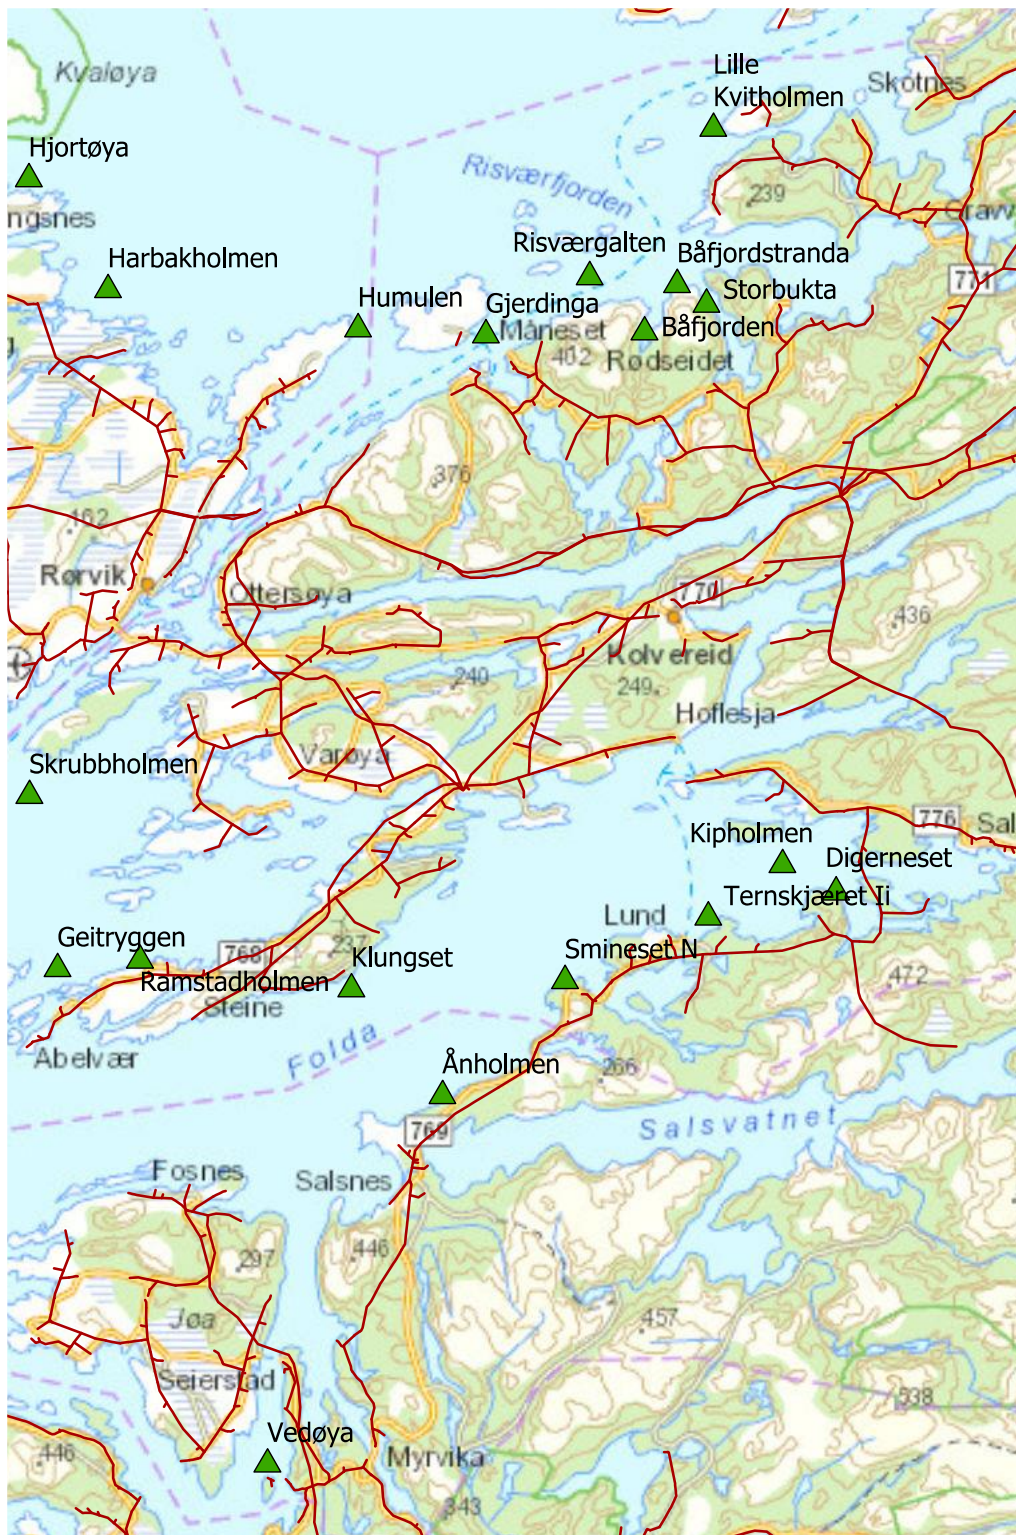 Kvaløya
Lille
Kvitholmen
Skotnes
Hjortøya
Risværfjorden
239
ngsnes
Gravv
Harbakholmen
Risværgalten
Båfjordstranda
771
Humulen
Gjerdinga
Storbukta
Måneset
Båfjorden
402
Rødseidet
376
162
Rørvik
Ottersøya
770
436
Kolvereid
240
249
Hoflesja
Varøya
Skrubbholmen
776
Sal
Kipholmen
Digerneset
Ternskjæret Ii
Lund
Geitryggen
768
Klungset
Smineset N
Ramstadholmen
472
Steine
Folda
Abelvær
Ånholmen
266
769
Salsvatnet
Fosnes
Salsnes
297
446
Jøa
457
Seierstad
538
Vedøya
446
Myrvika
343